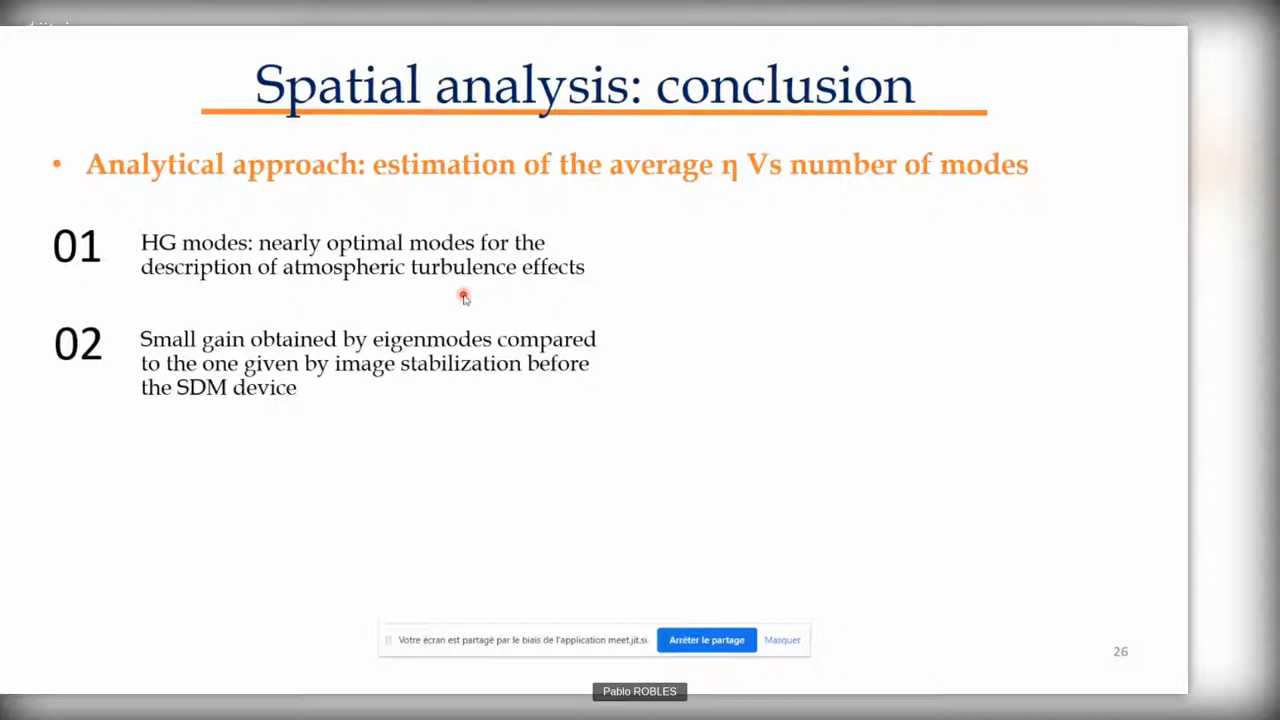 Spatial analysis: conclusion
• Analytical approach: estimation of the average η Vs number of modes
01
HG modes: nearly optimal modes for the
description of atmospheric turbulence effects
02
Small gain obtained by eigenmodes compared
to the one given by image stabilization before
the SDM device
Votre écran est partagé par le biais de l'application meet.jit.si.
Arrêter le partage
Masquer
26
Pablo ROBLES